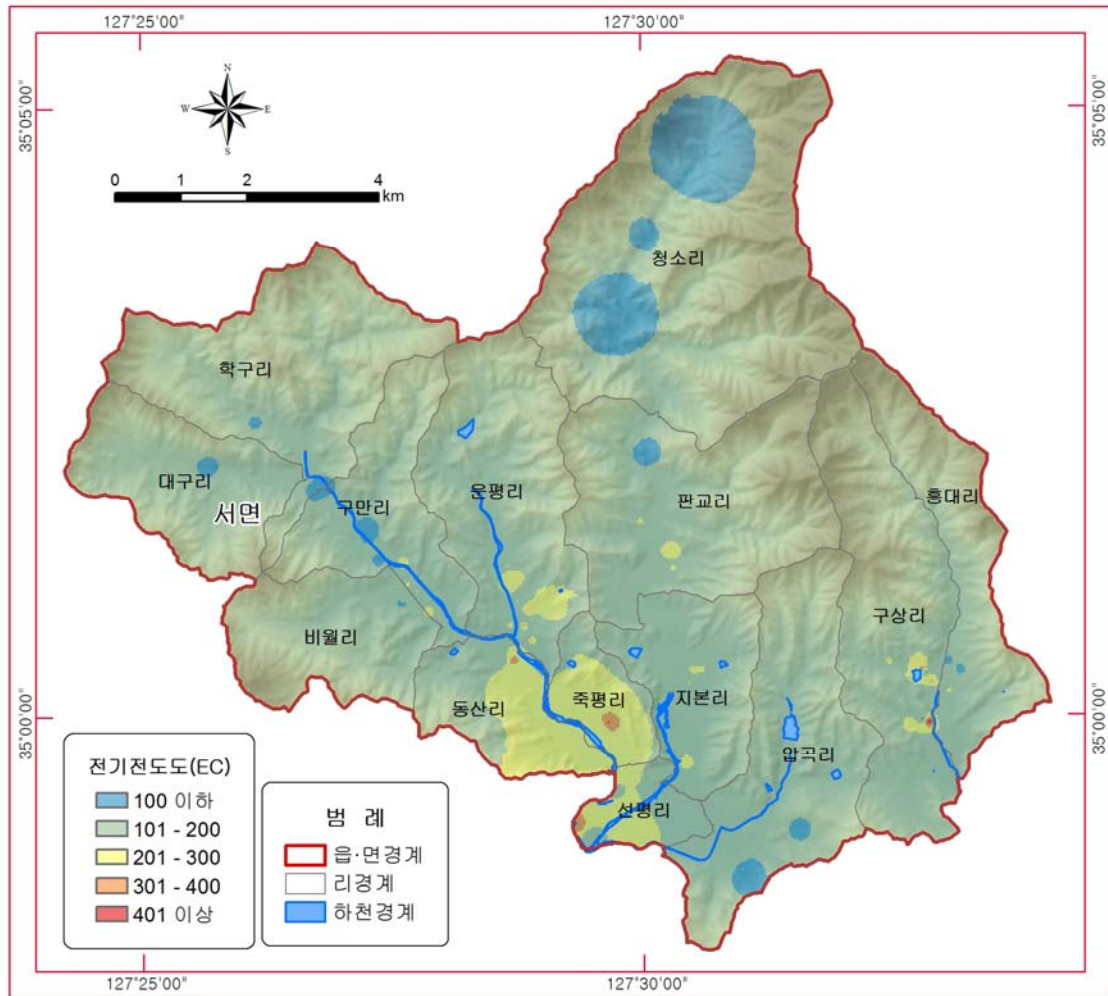 127°25'00"
127°30'00"
35°05'00"
35°05'00"
N
W
E
S
0 1 2 4
km
청소리
학구리
대구리
서면
구만리
운평리
판교리
흥대리
비월리
구상리
동산리
죽평리
지본리
압곡리
선평리
35°00'00"
35°00'00"
전기전도도(EC)
100 이하
101 - 200
201 - 300
301 - 400
401 이상
범 례
읍·면경계
리경계
하천경계
127°25'00"
127°30'00"